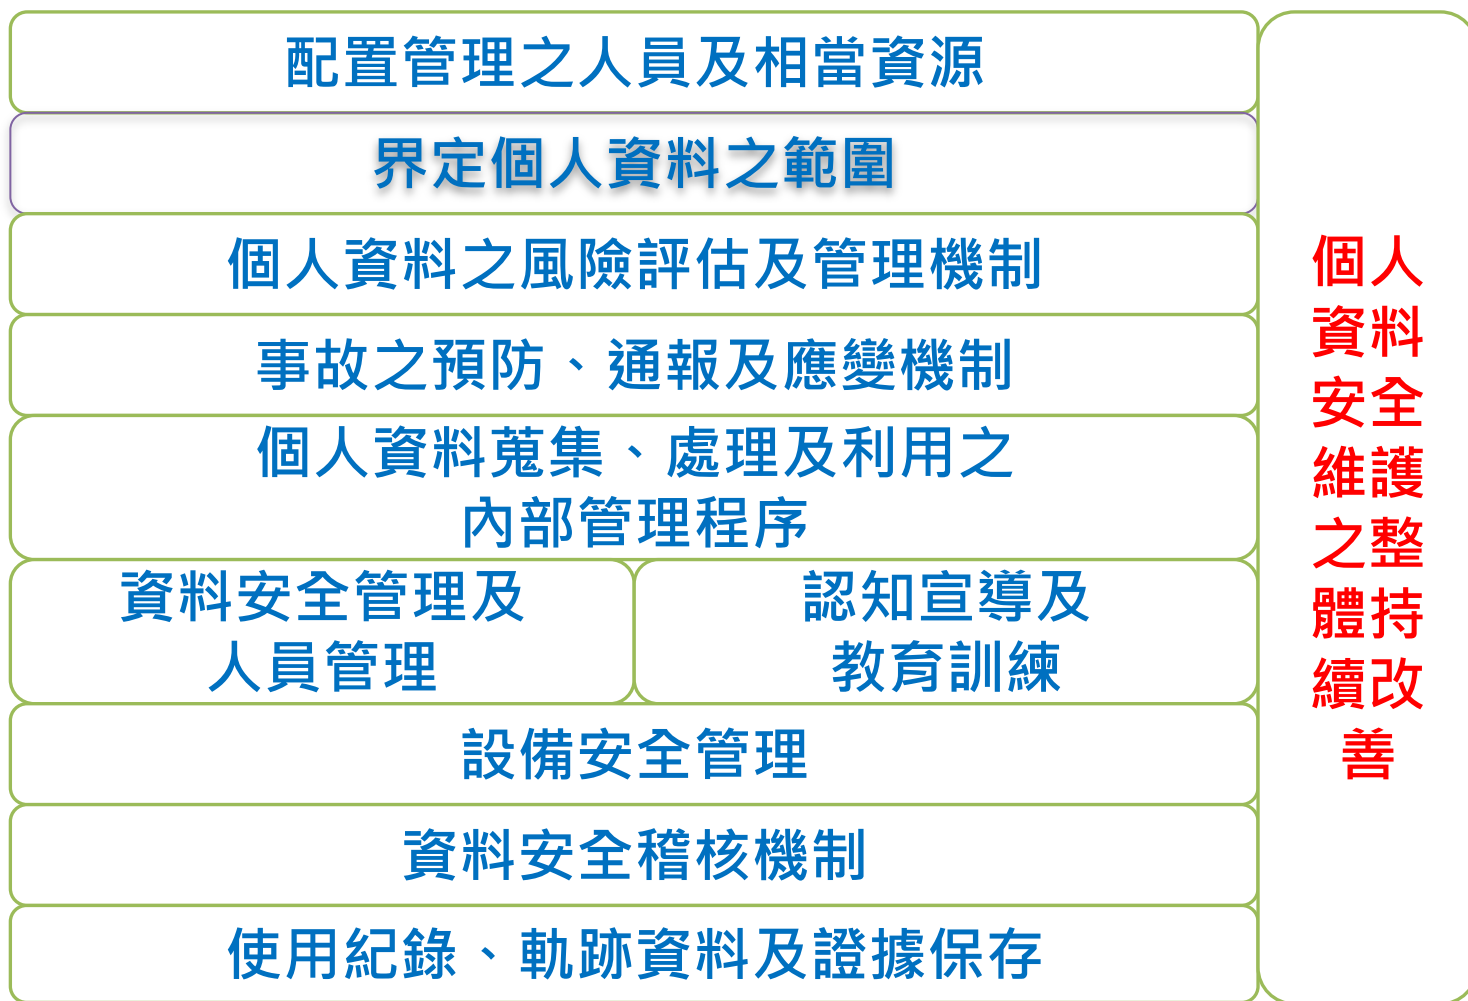 配置管理之人員及相當資源
界定個人資料之範圍
個人資料之風險評估及管理機制
事故之預防、通報及應變機制
個人資料蒐集、處理及利用之
內部管理程序
資料安全管理及
人員管理
認知宣導及
教育訓練
設備安全管理
資料安全稽核機制
使用紀錄、軌跡資料及證據保存
個人
資料
安全
維護
之整
體持
續改
善